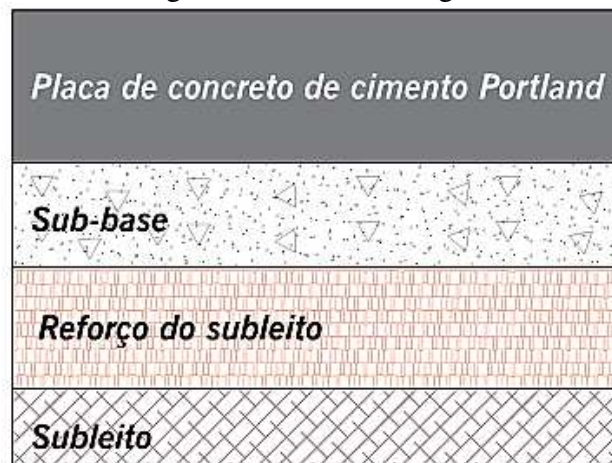 Placa de concreto de cimento Portland
Sub-base
Reforço do subleito
Subleito